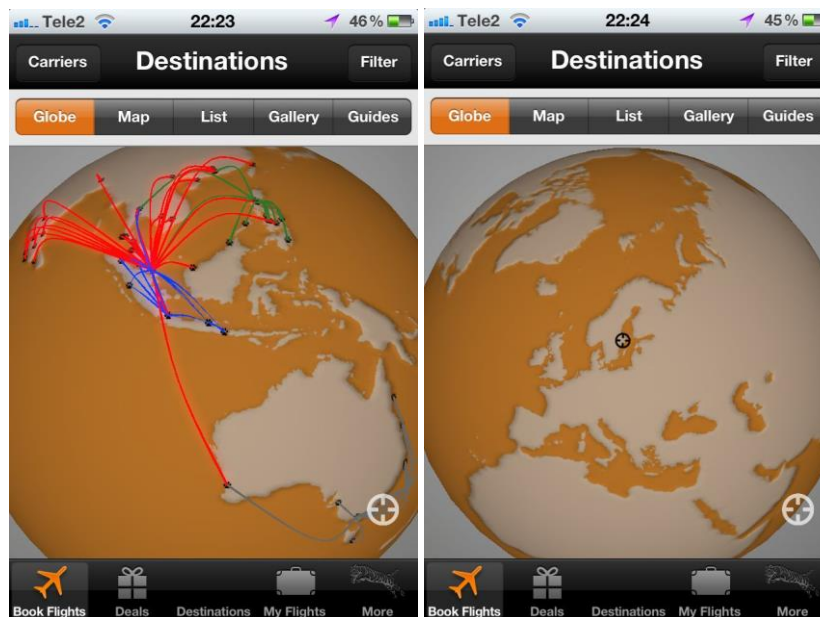 Tele2 22:23 46 %
Carriers Destinations Filter
Globe Map List Gallery Guides
Book Flights Deals Destinations My Flights More
Tele2 22:24 45 %
Carriers Destinations Filter
Globe Map List Gallery Guides
Book Flights Deals Destinations My Flights More